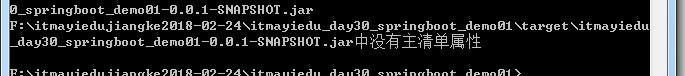 0_springboot_demo01-0.0.1-SNAPSHOT.jar
F:\itmayiedujiangke2018-02-24\itmayiedu_day30_springboot_demo01\target\itmayiedu
_day30_springboot_demo01-0.0.1-SNAPSHOT.jar中没有主清单属性
F:\itmayiedujiangke2018-02-24\itmayiedu_day30_springboot_demo01>